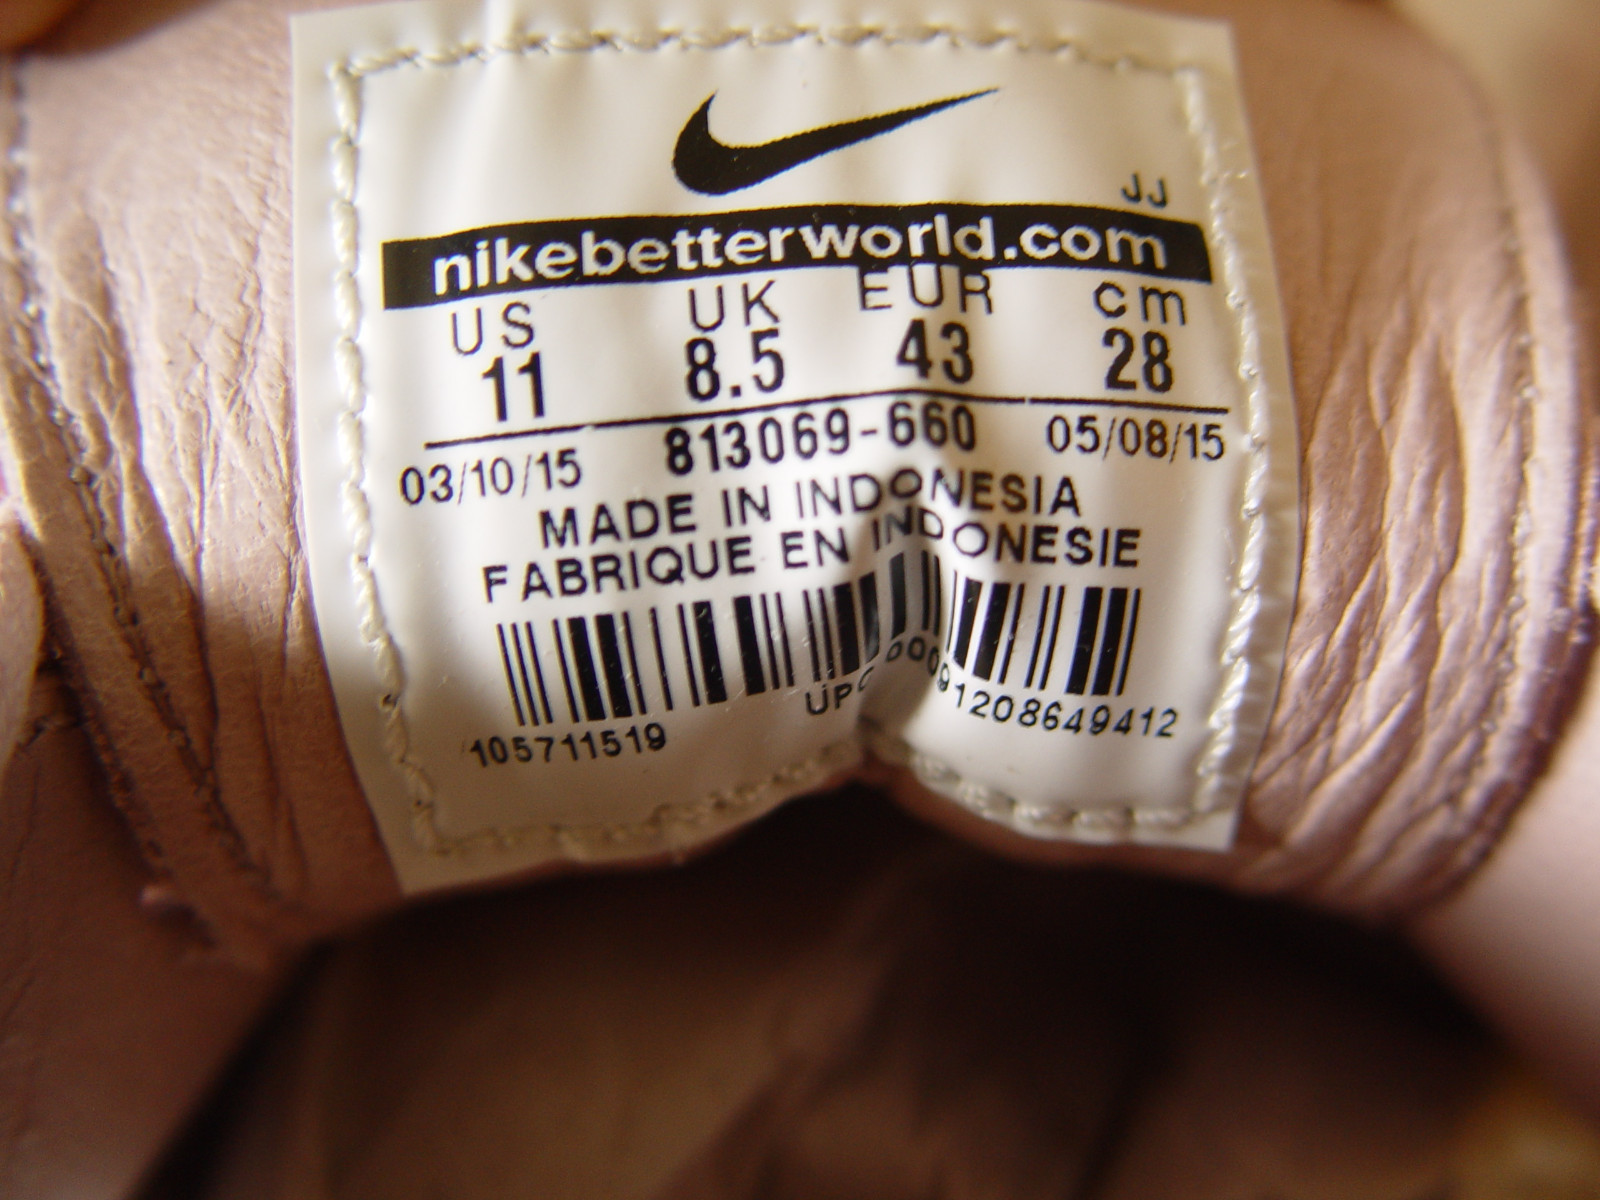 JJ
nikebetterworld.com
US UK EUR cm
11 8.5 43 28
03/10/15 813069-660 05/08/15
MADE IN INDONESIA
FABRIQUE EN INDONESIE
105711519 UPC 00091208649412